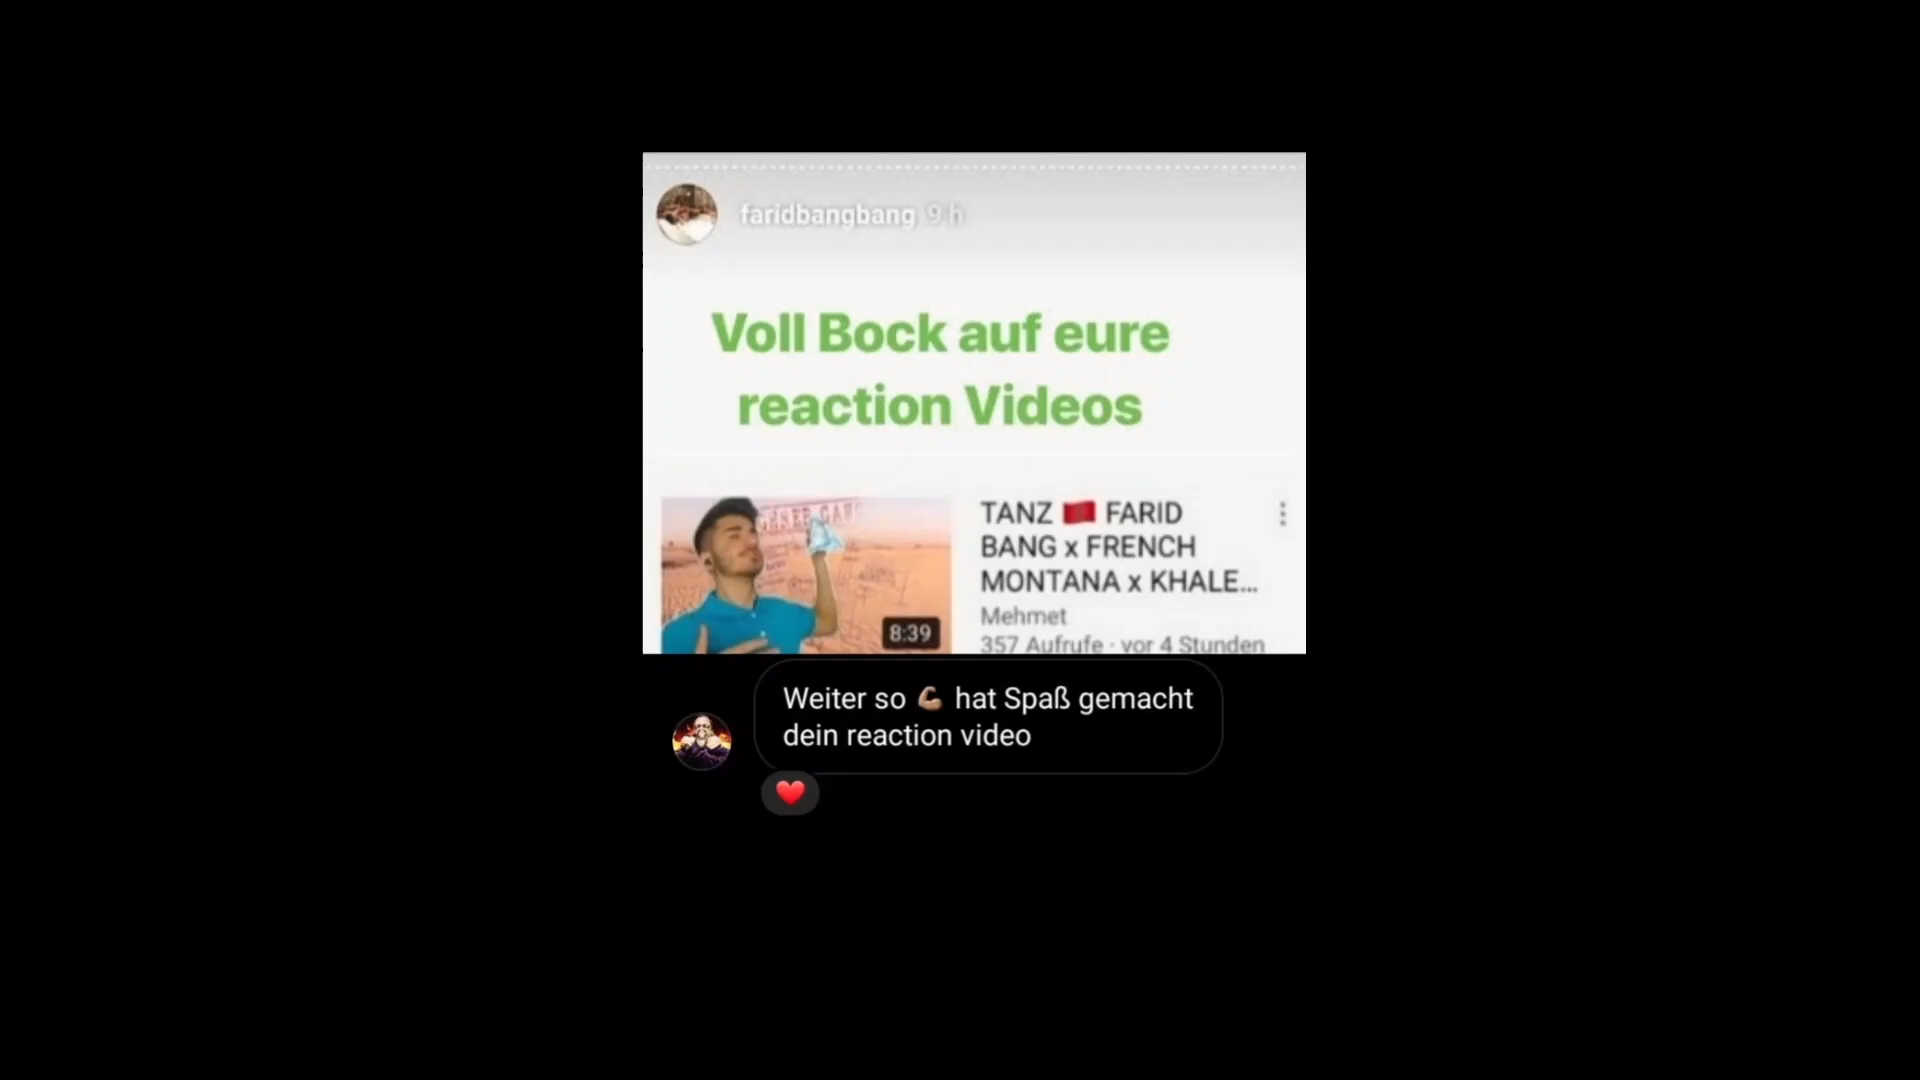 faridbangbang 9 h
Voll Bock auf eure
reaction Videos
TANZ 🇲🇦 FARID
BANG x FRENCH
MONTANA x KHALE...
Mehmet
357 Aufrufe · vor 4 Stunden
8:39
Weiter so 💪🏽 hat Spaß gemacht
dein reaction video
❤️